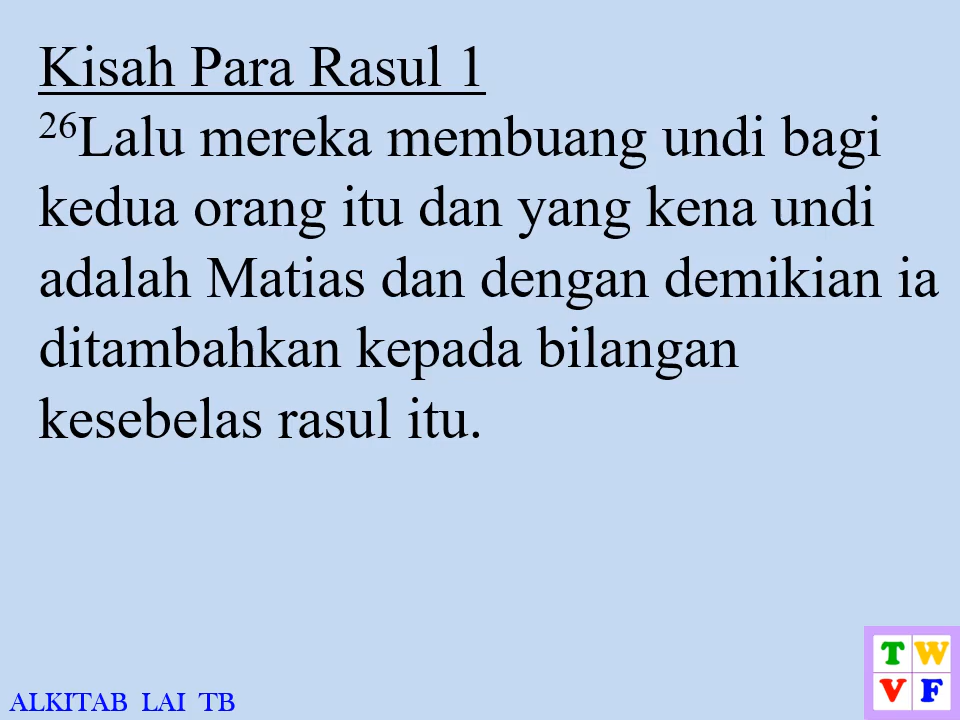 Kisah Para Rasul 1
26Lalu mereka membuang undi bagi
kedua orang itu dan yang kena undi
adalah Matias dan dengan demikian ia
ditambahkan kepada bilangan
kesebelas rasul itu.
T W
V F
ALKITAB LAI TB